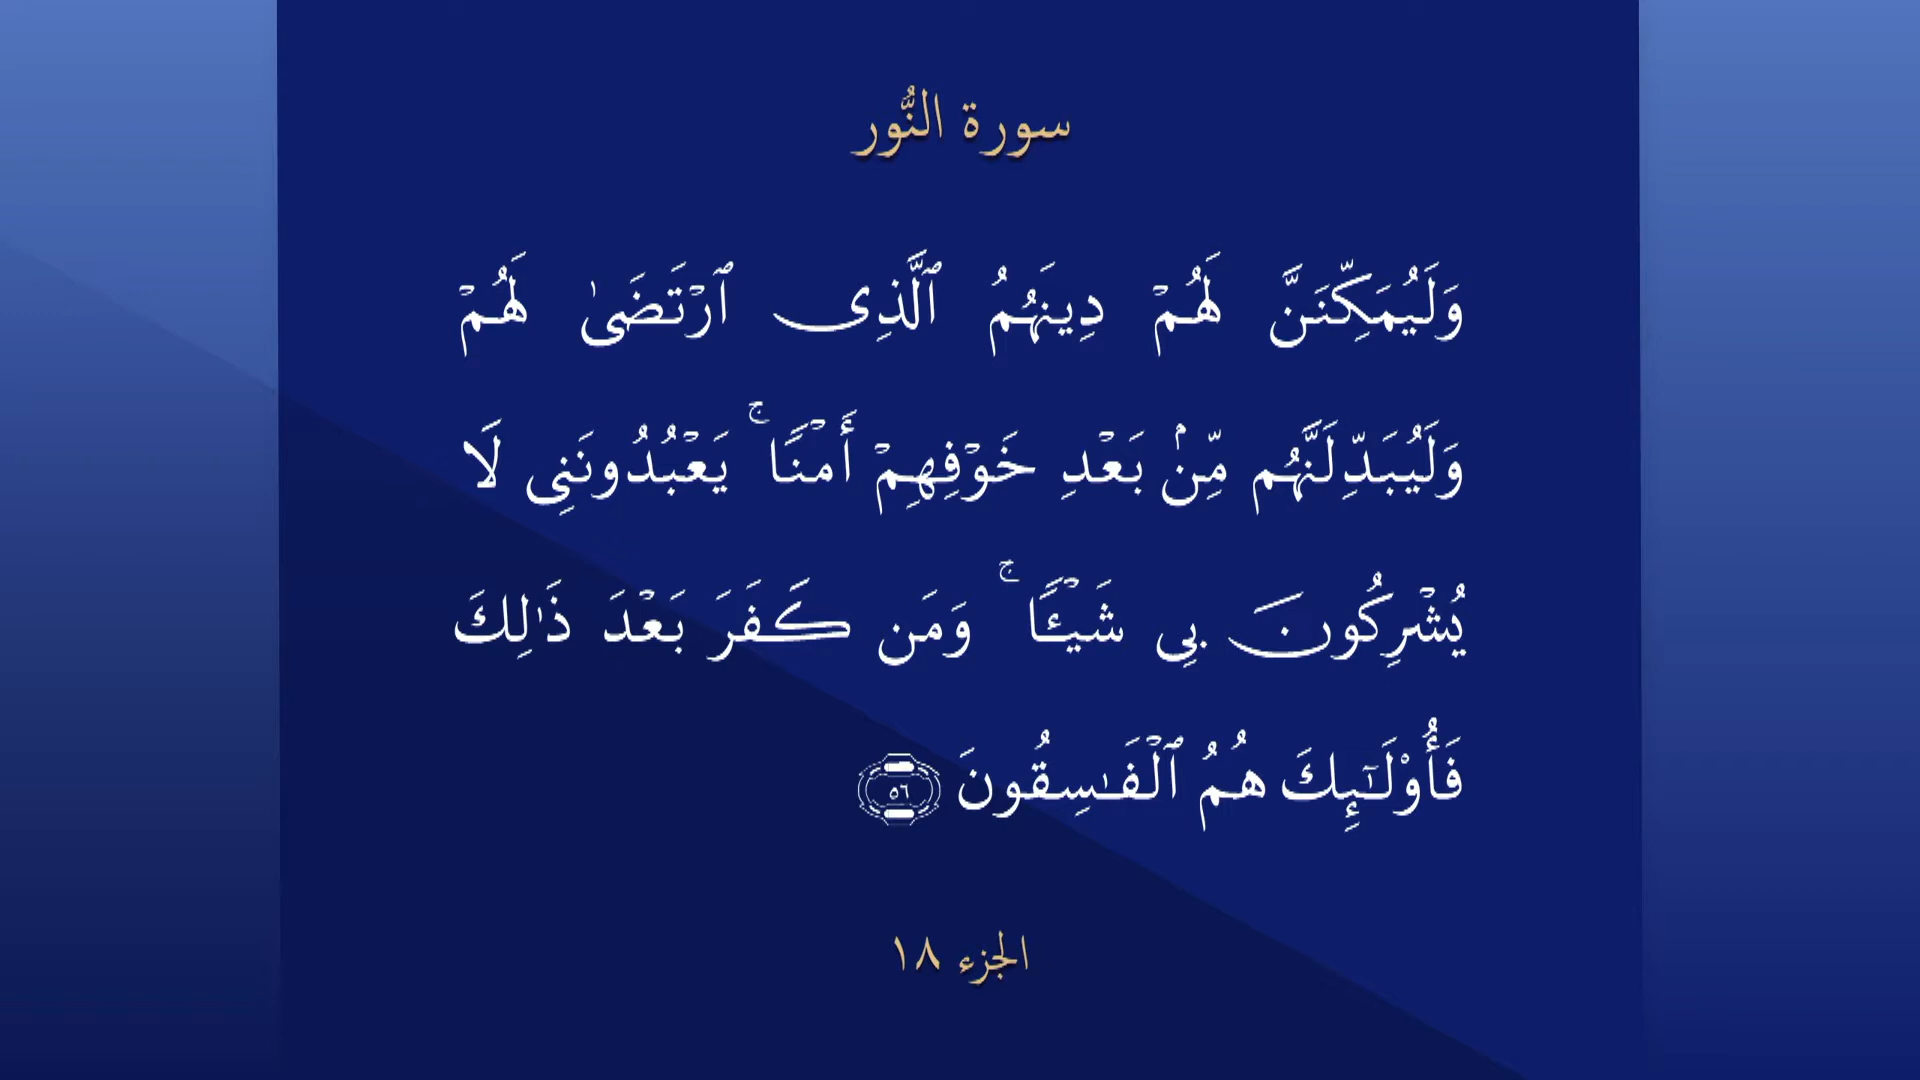 سورة النُّور
وَلَيُمَكِّنَنَّ لَهُمْ دِينَهُمُ ٱلَّذِى ٱرْتَضَىٰ لَهُمْ
وَلَيُبَدِّلَنَّهُم مِّنۢ بَعْدِ خَوْفِهِمْ أَمْنًا ۚ يَعْبُدُونَنِى لَا
يُشْرِكُونَ بِى شَيْـًٔا ۚ وَمَن كَفَرَ بَعْدَ ذَٰلِكَ
فَأُو۟لَـٰٓئِكَ هُمُ ٱلْفَـٰسِقُونَ ٥٦
الجزء ١٨